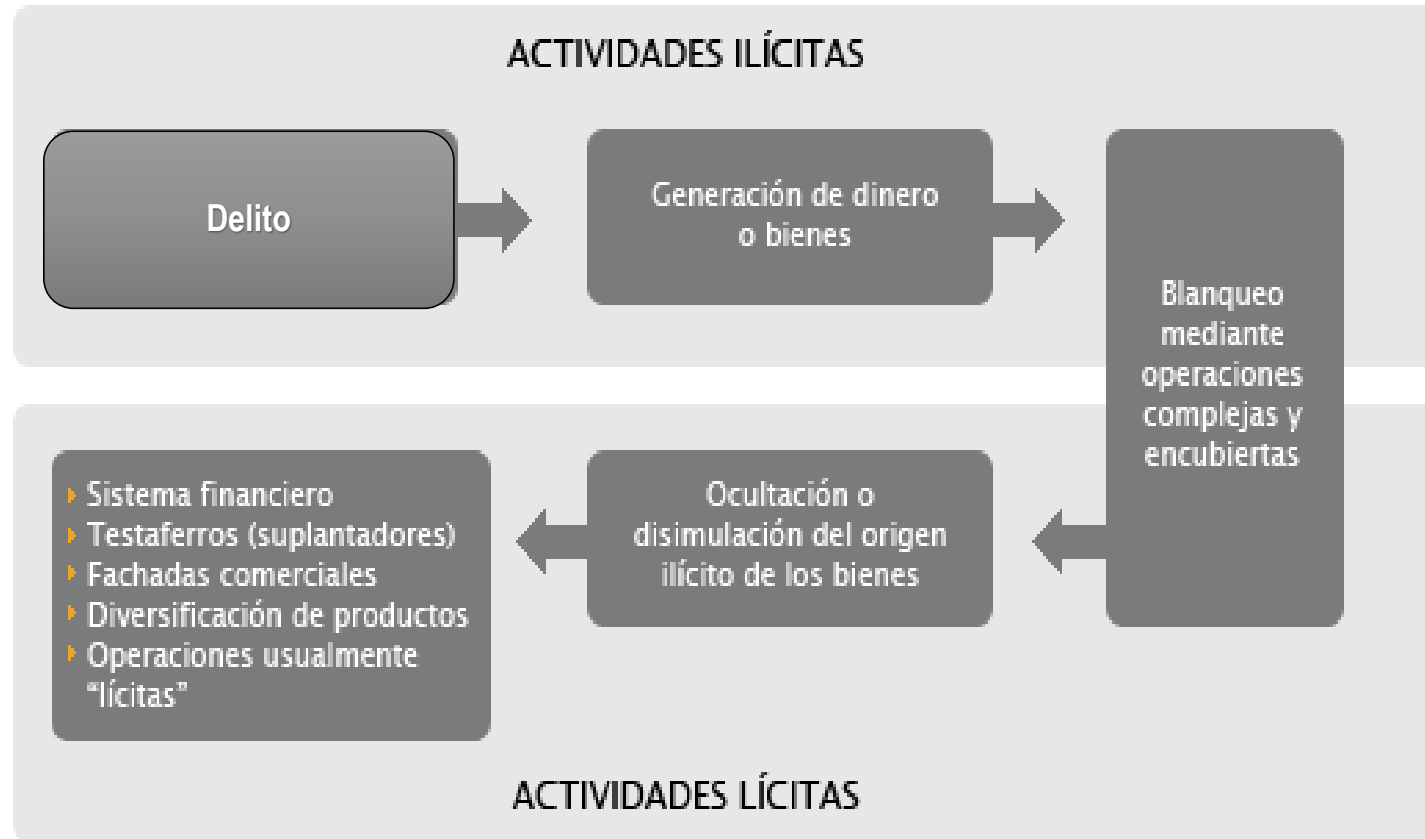 ACTIVIDADES ILÍCITAS
Delito
Generación de dinero
o bienes
Blanqueo
mediante
operaciones
complejas y
encubiertas
Ocultación o
disimulación del origen
ilícito de los bienes
Sistema financiero
Testaferros (suplantadores)
Fachadas comerciales
Diversificación de productos
Operaciones usualmente
“lícitas”
ACTIVIDADES LÍCITAS